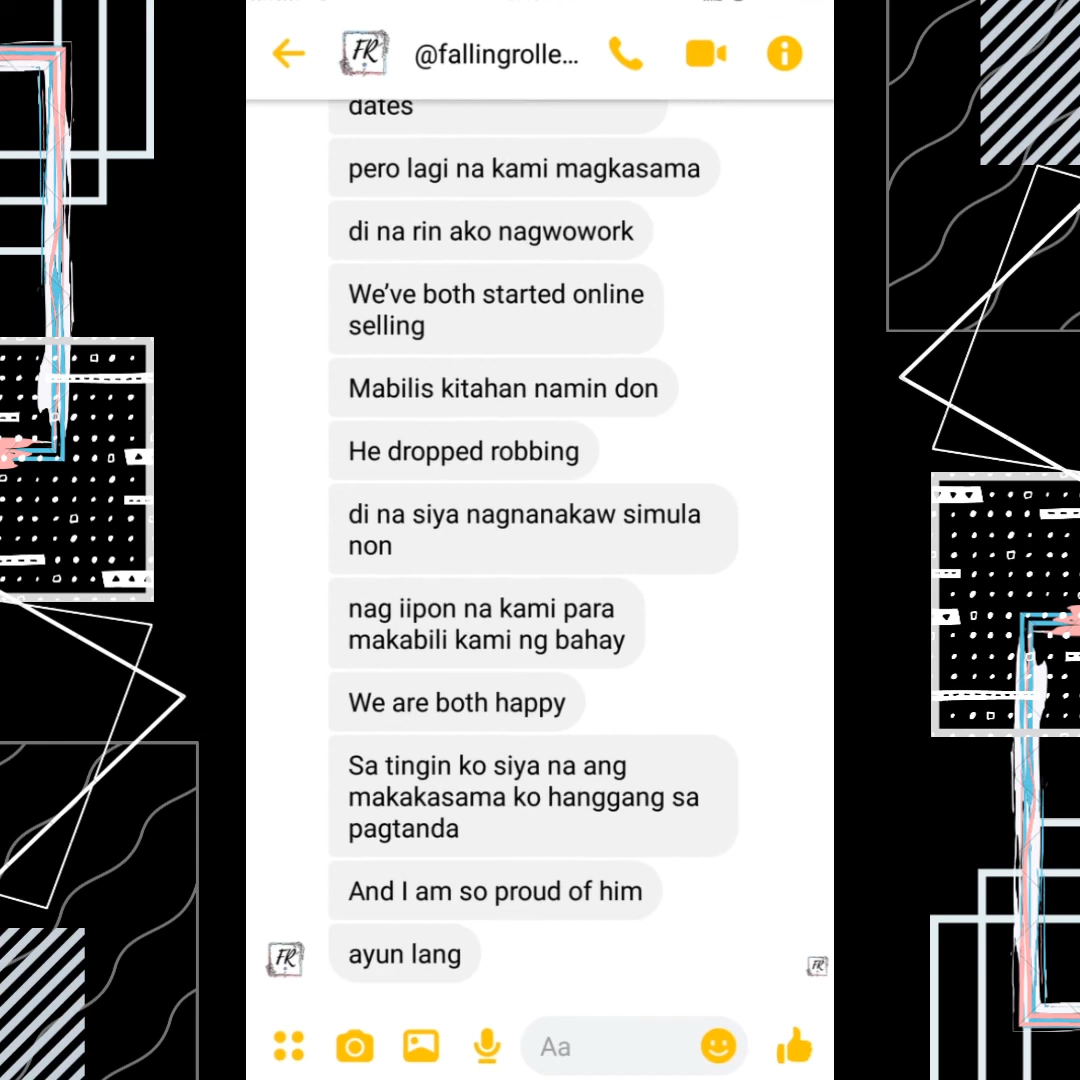 FR
@fallingrolle...
dates
pero lagi na kami magkasama
di na rin ako nagwowork
We’ve both started online
selling
Mabilis kitahan namin don
He dropped robbing
di na siya nagnanakaw simula
non
nag iipon na kami para
makabili kami ng bahay
We are both happy
Sa tingin ko siya na ang
makakasama ko hanggang sa
pagtanda
And I am so proud of him
ayun lang
FR
FR
Aa